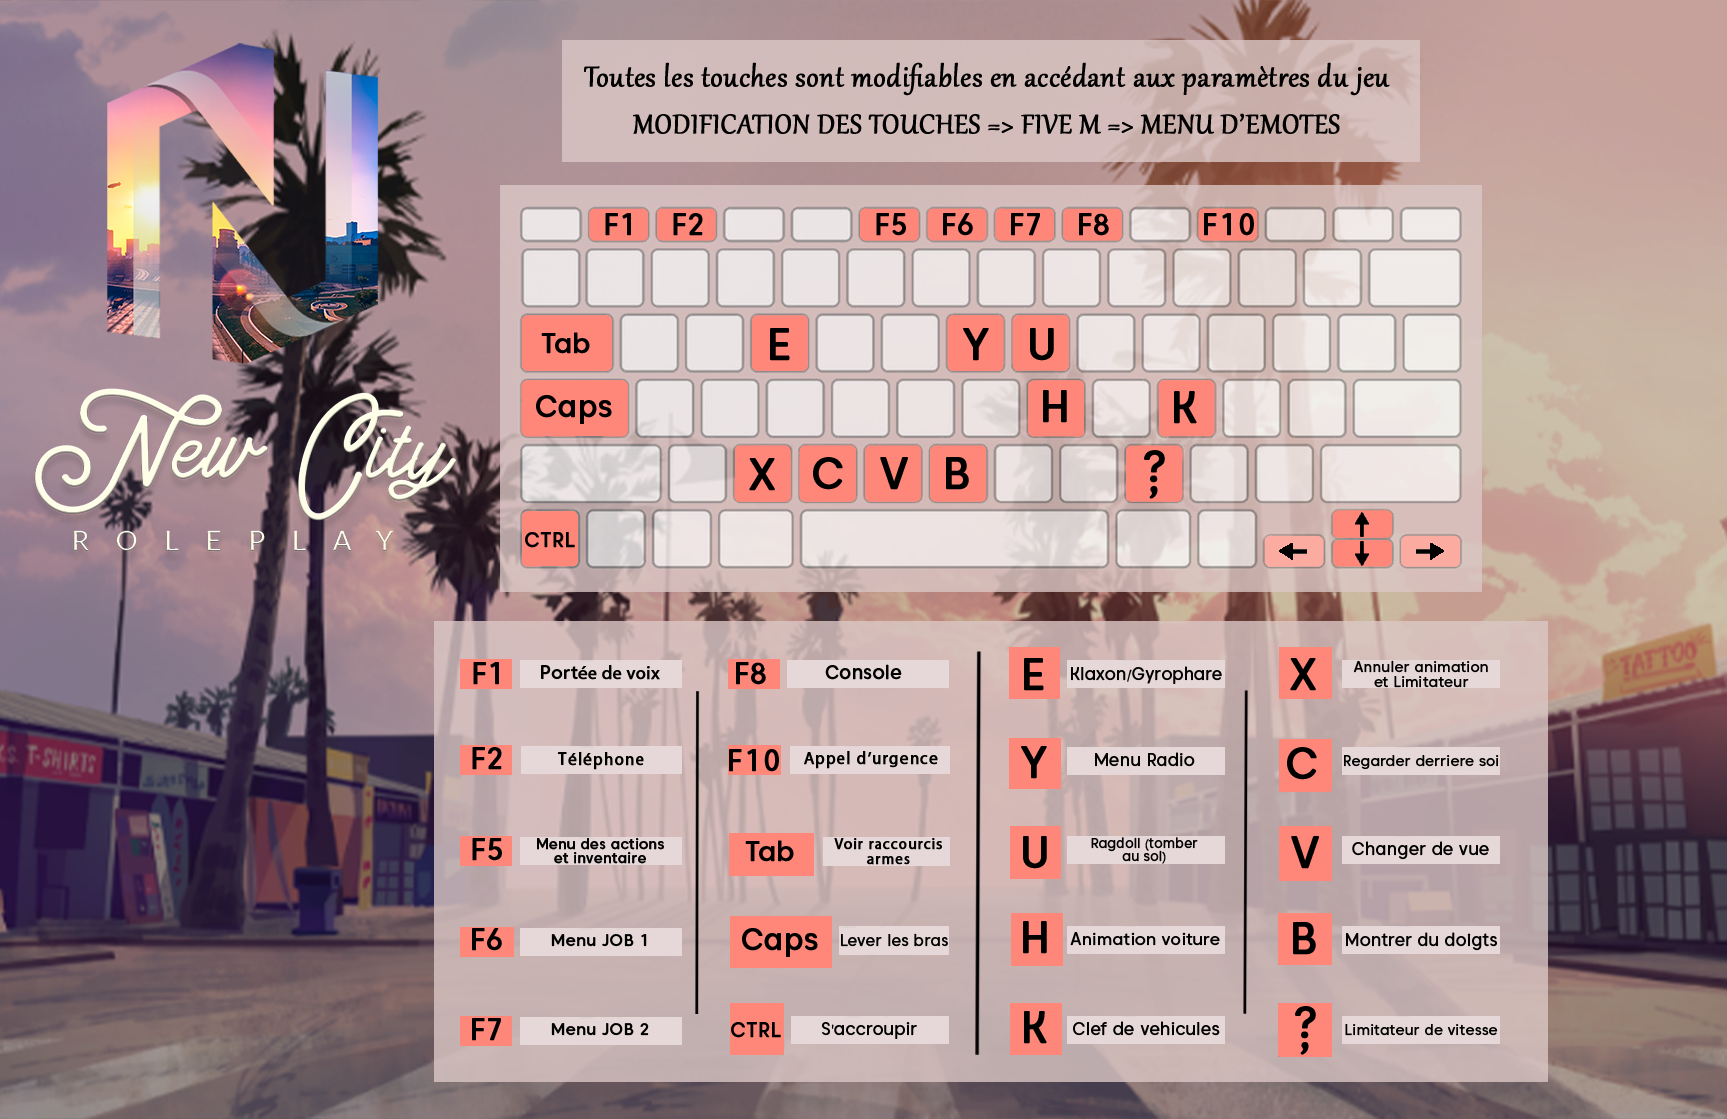 Toutes les touches sont modifiables en accédant aux paramètres du jeu
MODIFICATION DES TOUCHES => FIVE M => MENU D'EMOTES
New City
ROLEPLAY
F1 F2 F5 F6 F7 F8 F10
Tab E Y U
Caps H K
X C V B ? ;
CTRL ← ↑ ↓ →
F1 Portée de voix
F2 Téléphone
F5 Menu des actions
et inventaire
F6 Menu JOB 1
F7 Menu JOB 2
F8 Console
F10 Appel d'urgence
Tab Voir raccourcis
armes
Caps Lever les bras
CTRL S'accroupir
E Klaxon/Gyrophare
Y Menu Radio
U Ragdoll (tomber
au sol)
H Animation voiture
K Clef de vehicules
X Annuler animation
et Limitateur
C Regarder derriere soi
V Changer de vue
B Montrer du doIgts
? ; Limitateur de vitesse
T-SHIRTS
TATTOO